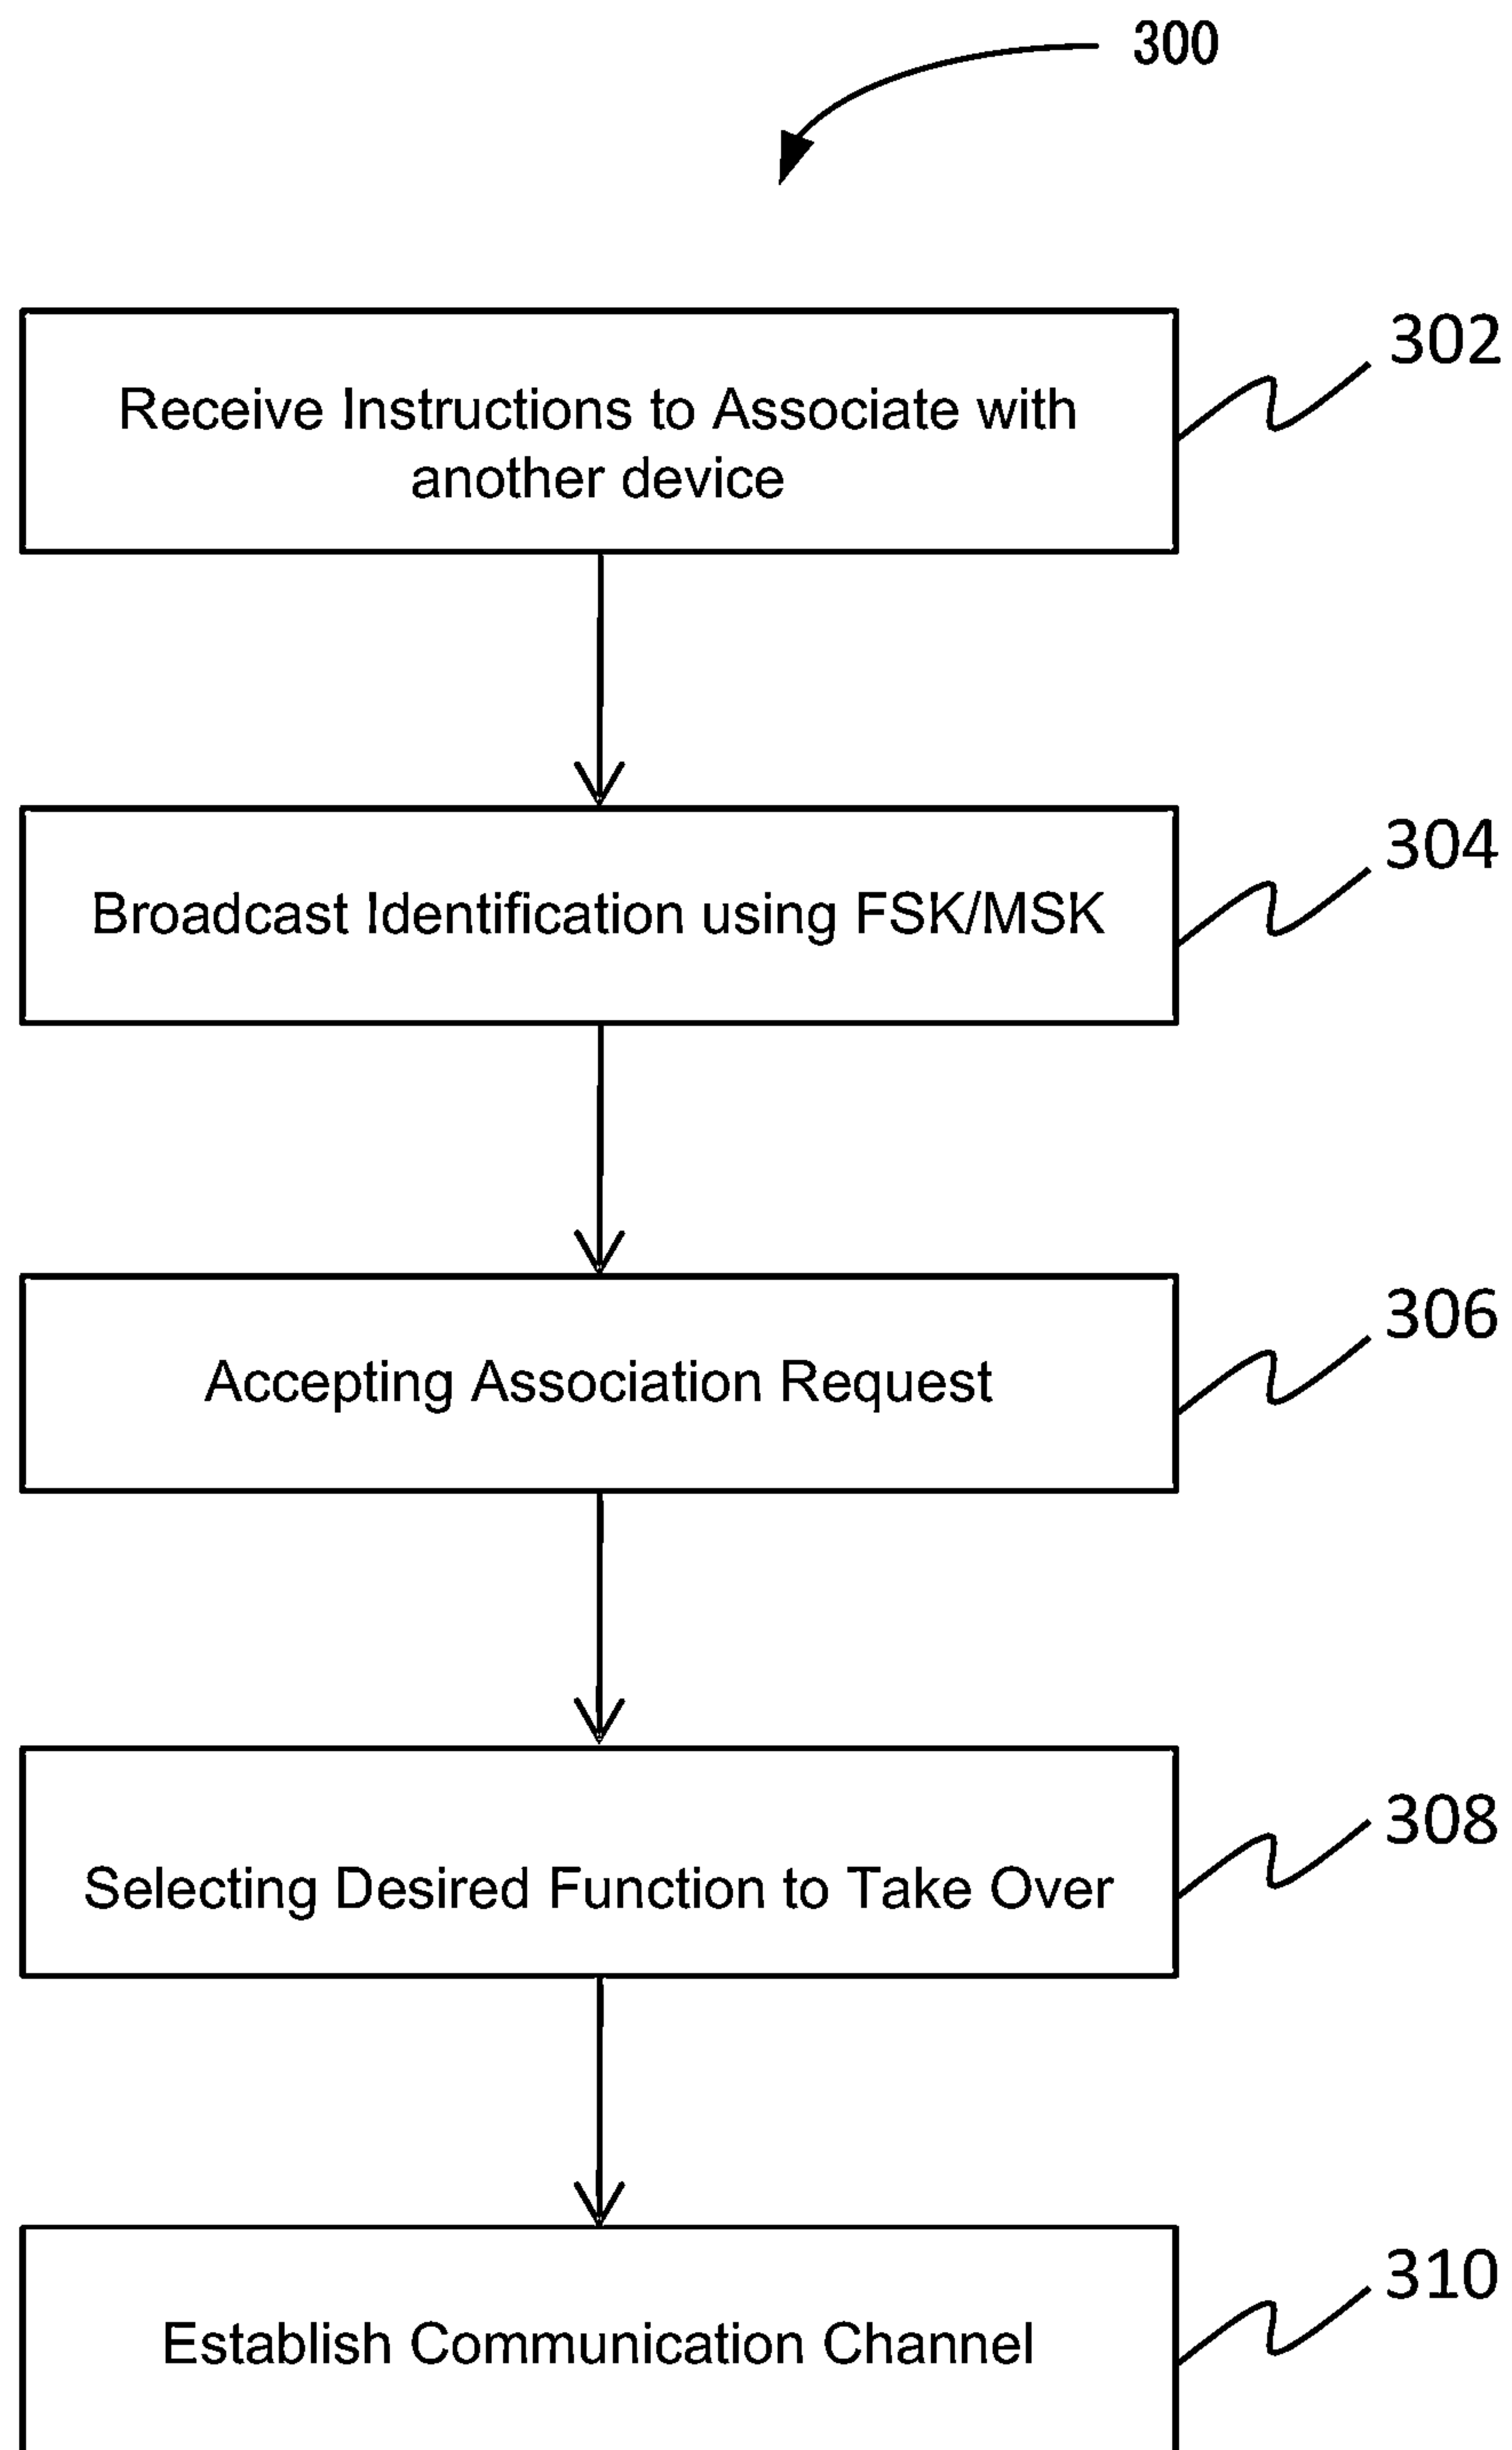 300
302
Receive Instructions to Associate with
another device
304
Broadcast Identification using FSK/MSK
306
Accepting Association Request
308
Selecting Desired Function to Take Over
310
Establish Communication Channel